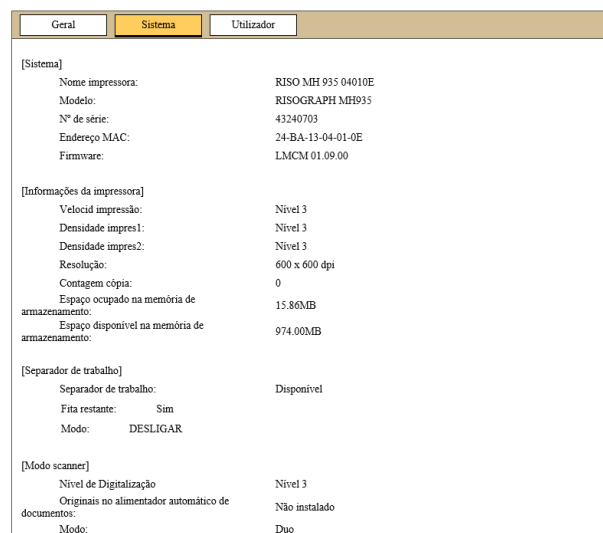 Geral Sistema Utilizador
[Sistema]
Nome impressora: RISO MH 935 04010E
Modelo: RISOGRAPH MH935
Nº de série: 43240703
Endereço MAC: 24-BA-13-04-01-0E
Firmware: LMCM 01.09.00
[Informações da impressora]
Velocid impressão: Nível 3
Densidade impres1: Nível 3
Densidade impres2: Nível 3
Resolução: 600 x 600 dpi
Contagem cópia: 0
Espaço ocupado na memória de
armazenamento: 15.86MB
Espaço disponível na memória de
armazenamento: 974.00MB
[Separador de trabalho]
Separador de trabalho: Disponível
Fita restante: Sim
Modo: DESLIGAR
[Modo scanner]
Nível de Digitalização Nível 3
Originais no alimentador automático de
documentos: Não instalado
Modo: Duo